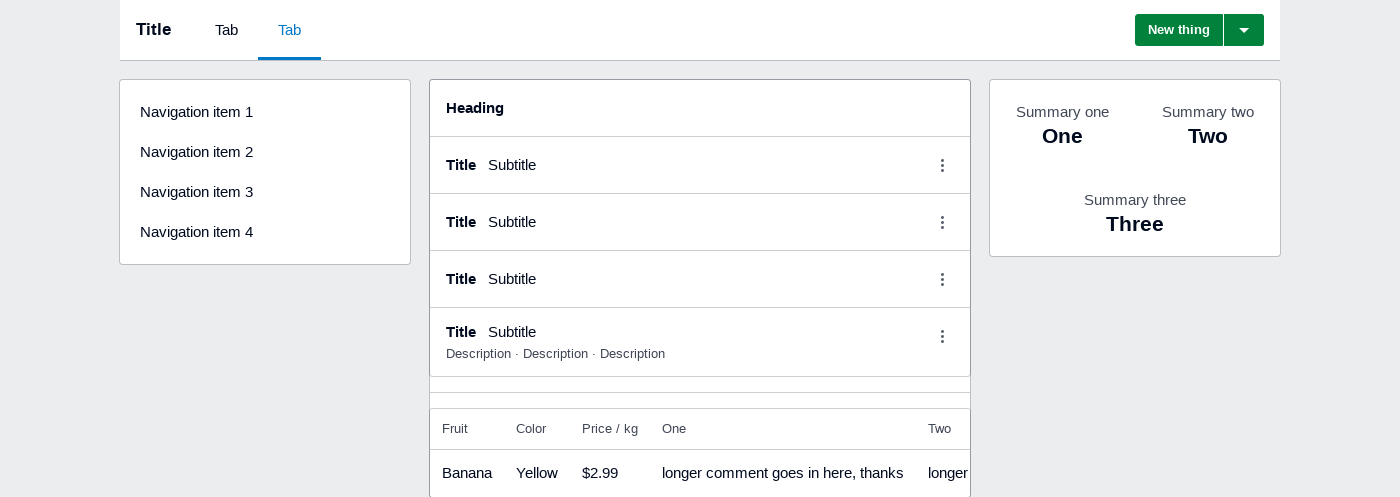 Title Tab Tab New thing
Navigation item 1
Navigation item 2
Navigation item 3
Navigation item 4
Heading
Title Subtitle
Title Subtitle
Title Subtitle
Title Subtitle
Description · Description · Description
Fruit Color Price / kg One Two
Banana Yellow $2.99 longer comment goes in here, thanks longer
Summary one Summary two
One Two
Summary three
Three